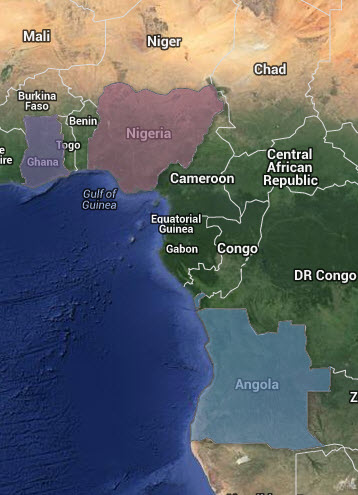 Mali
Niger
Chad
Burkina
Faso
Benin
Nigeria
Togo
Ghana
ire
Central
African
Republic
Cameroon
Gulf of
Guinea
Equatorial
Guinea
Gabon
Congo
DR Congo
Angola
Z